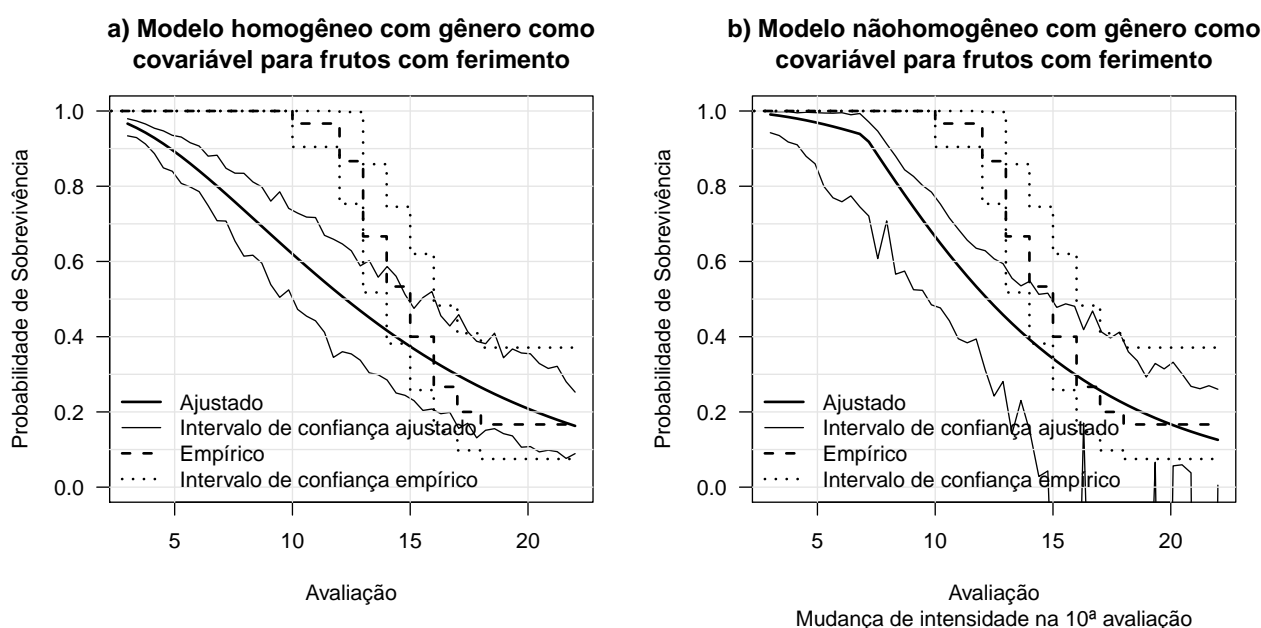 a) Modelo homogêneo com gênero como
covariável para frutos com ferimento
Probabilidade de Sobrevivência
1.0
0.8
0.6
0.4
0.2
0.0
Ajustado
Intervalo de confiança ajustado
Empírico
Intervalo de confiança empírico
5 10 15 20
Avaliação
b) Modelo nãohomogêneo com gênero como
covariável para frutos com ferimento
Probabilidade de Sobrevivência
1.0
0.8
0.6
0.4
0.2
0.0
Ajustado
Intervalo de confiança ajustado
Empírico
Intervalo de confiança empírico
5 10 15 20
Avaliação
Mudança de intensidade na 10ª avaliação